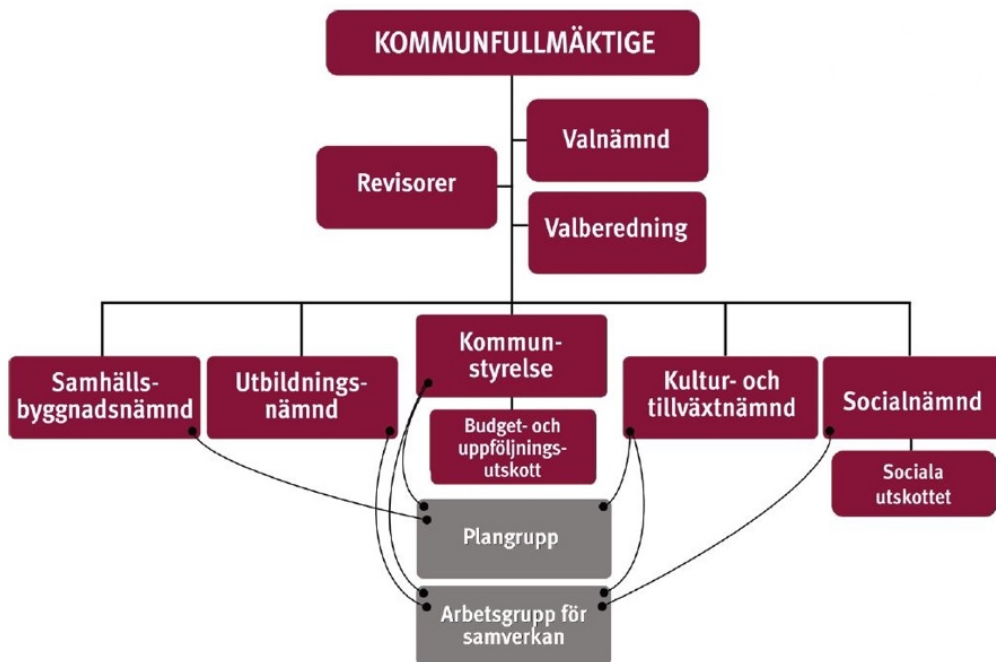 KOMMUNFULLMÄKTIGE
Valnämnd
Revisorer
Valberedning
Samhälls-
byggnadsnämnd
Utbildnings-
nämnd
Kommun-
styrelse
Budget- och
uppföljnings-
utskott
Kultur- och
tillväxtnämnd
Socialnämnd
Sociala
utskottet
Plangrupp
Arbetsgrupp för
samverkan